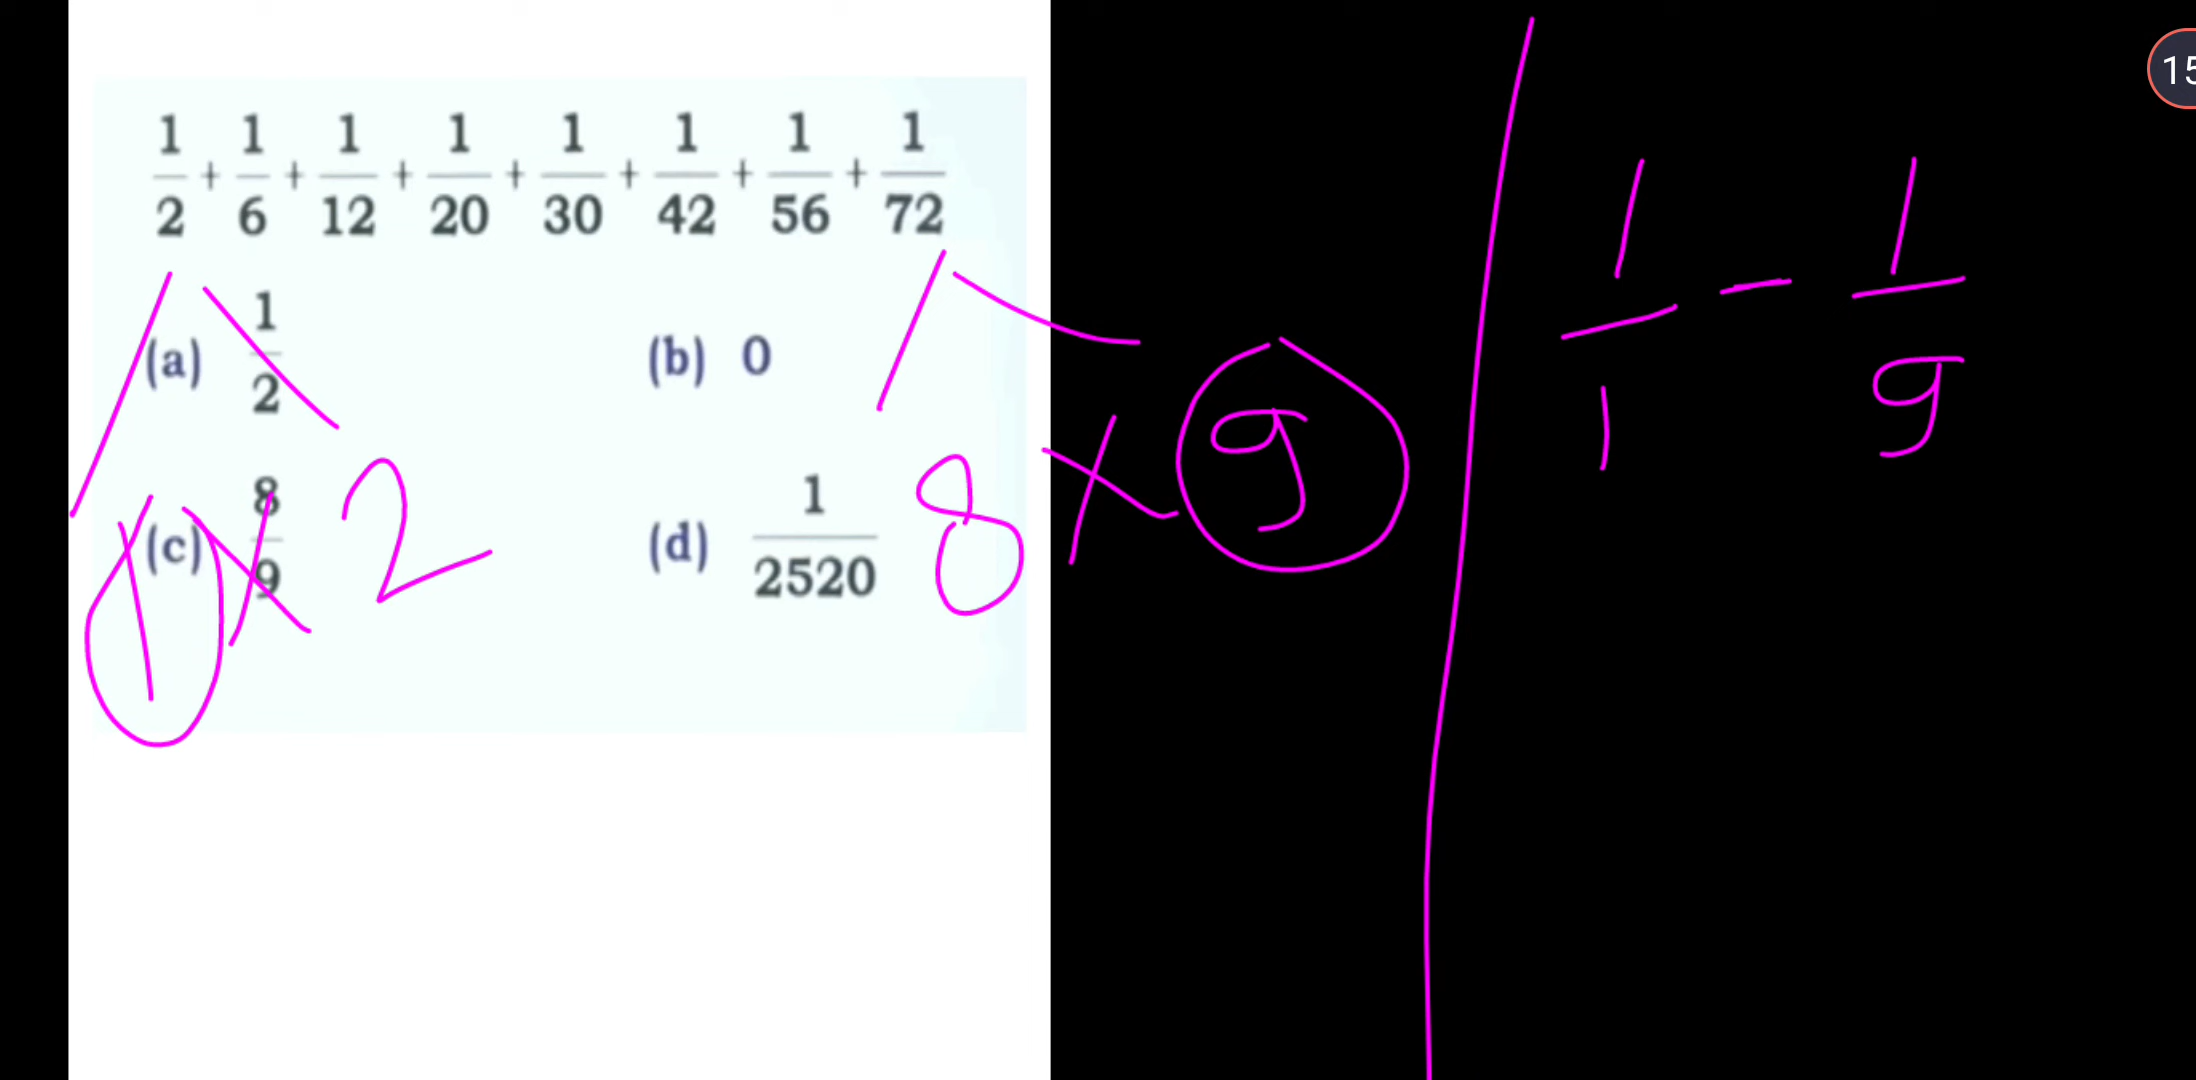 1/2 + 1/6 + 1/12 + 1/20 + 1/30 + 1/42 + 1/56 + 1/72
(a) 1/2 (b) 0
(c) 8/9 (d) 1/2520
1 × 2
8 × 9
1/1 − 1/9
15